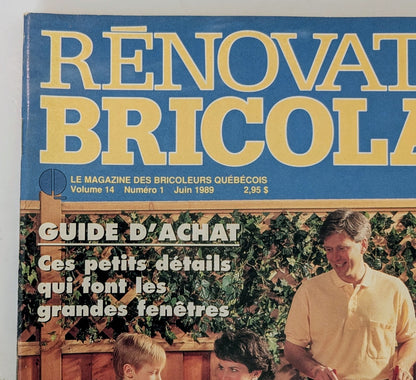 RÉNOVAT
BRICOLA
LE MAGAZINE DES BRICOLEURS QUÉBÉCOIS
Volume 14 Numéro 1 Juin 1989 2,95 $
GUIDE D'ACHAT
Ces petits détails
qui font les
grandes fenêtres